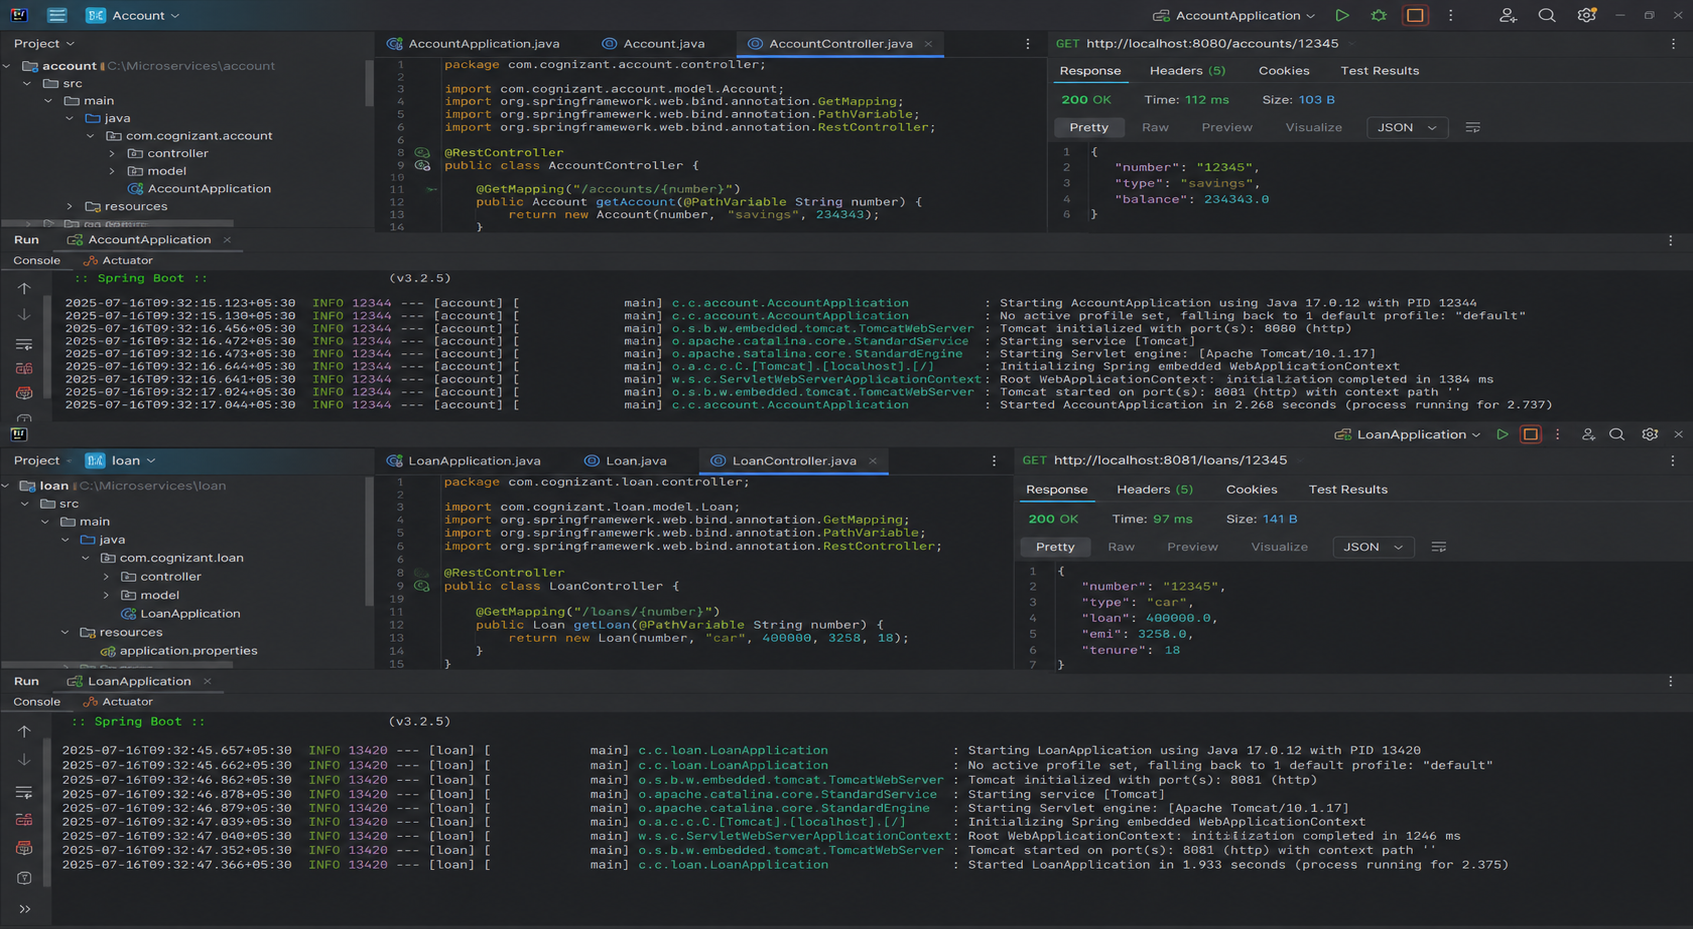 Account
AccountApplication
Project
AccountApplication.java
Account.java
AccountController.java
GET http://localhost:8080/accounts/12345
account C:\Microservices\account
src
main
java
com.cognizant.account
controller
model
AccountApplication
resources
1 package com.cognizant.account.controller;
2
3 import com.cognizant.account.model.Account;
4 import org.springframework.web.bind.annotation.GetMapping;
5 import org.springframework.web.bind.annotation.PathVariable;
6 import org.springframework.web.bind.annotation.RestController;
8 @RestController
9 public class AccountController {
10
11 @GetMapping("/accounts/{number}")
12 public Account getAccount(@PathVariable String number) {
13 return new Account(number, "savings", 234343);
14 }
Response Headers (5) Cookies Test Results
200 OK Time: 112 ms Size: 103 B
Pretty Raw Preview Visualize JSON
1 {
2 "number": "12345",
3 "type": "savings",
4 "balance": 234343.0
6 }
Run AccountApplication
Console Actuator
:: Spring Boot :: (v3.2.5)
2025-07-16T09:32:15.123+05:30 INFO 12344 --- [account] [ main] c.c.account.AccountApplication : Starting AccountApplication using Java 17.0.12 with PID 12344
2025-07-16T09:32:15.130+05:30 INFO 12344 --- [account] [ main] c.c.account.AccountApplication : No active profile set, falling back to 1 default profile: "default"
2025-07-16T09:32:16.456+05:30 INFO 12344 --- [account] [ main] o.s.b.w.embedded.tomcat.TomcatWebServer : Tomcat initialized with port(s): 8080 (http)
2025-07-16T09:32:16.472+05:30 INFO 12344 --- [account] [ main] o.apache.catalina.core.StandardService : Starting service [Tomcat]
2025-07-16T09:32:16.473+05:30 INFO 12344 --- [account] [ main] o.apache.satalina.core.StandardEngine : Starting Servlet engine: [Apache Tomcat/10.1.17]
2025-07-16T09:32:16.644+05:30 INFO 12344 --- [account] [ main] o.a.c.c.C.[Tomcat].[localhost].[/] : Initializing Spring embedded WebApplicationContext
2025-07-16T09:32:16.641+05:30 INFO 12344 --- [account] [ main] w.s.c.ServletWebServerApplicationContext: Root WebApplicationContext: initialization completed in 1384 ms
2025-07-16T09:32:17.024+05:30 INFO 12344 --- [account] [ main] o.s.b.w.embedded.tomcat.TomcatWebServer : Tomcat started on port(s): 8081 (http) with context path ''
2025-07-16T09:32:17.044+05:30 INFO 12344 --- [account] [ main] c.c.account.AccountApplication : Started AccountApplication in 2.268 seconds (process running for 2.737)
LoanApplication
Project loan
LoanApplication.java
Loan.java
LoanController.java
GET http://localhost:8081/loans/12345
loan C:\Microservices\loan
src
main
java
com.cognizant.loan
controller
model
LoanApplication
resources
application.properties
1 package com.cognizant.loan.controller;
2
3 import com.cognizant.loan.model.Loan;
4 import org.springframewerk.web.bind.annotation.GetMapping;
5 import org.springframework.web.bind.annotation.PathVariable;
6 import org.springframework.web.bind.annotation.RestController;
8 @RestController
9 public class LoanController {
19
11 @GetMapping("/loans/{number}")
12 public Loan getLoan(@PathVariable String number) {
13 return new Loan(number, "car", 400000, 3258, 18);
14 }
15 }
Response Headers (5) Cookies Test Results
200 OK Time: 97 ms Size: 141 B
Pretty Raw Preview Visualize JSON
1 {
2 "number": "12345",
3 "type": "car",
4 "loan": 400000.0,
5 "emi": 3258.0,
6 "tenure": 18
7 }
Run LoanApplication
Console Actuator
:: Spring Boot :: (v3.2.5)
2025-07-16T09:32:45.657+05:30 INFO 13420 --- [loan] [ main] c.c.loan.LoanApplication : Starting LoanApplication using Java 17.0.12 with PID 13420
2025-07-16T09:32:45.662+05:30 INFO 13420 --- [loan] [ main] c.c.loan.LoanApplication : No active profile set, falling back to 1 default profile: "default"
2025-07-16T09:32:46.862+05:30 INFO 13420 --- [loan] [ main] o.s.b.w.embedded.tomcat.TomcatWebServer : Tomcat initialized with port(s): 8081 (http)
2025-07-16T09:32:46.878+05:30 INFO 13420 --- [loan] [ main] o.apache.catalina.core.StandardService : Starting service [Tomcat]
2025-07-16T09:32:46.879+05:30 INFO 13420 --- [loan] [ main] o.apache.catalina.core.StandardEngine : Starting Servlet engine: [Apache Tomcat/10.1.17]
2025-07-16T09:32:47.039+05:30 INFO 13420 --- [loan] [ main] o.a.c.c.C.[Tomcat].[localhost].[/] : Initializing Spring embedded WebApplicationContext
2025-07-16T09:32:47.040+05:30 INFO 13420 --- [loan] [ main] w.s.c.ServletWebServerApplicationContext: Root WebApplicationContext: initialization completed in 1246 ms
2025-07-16T09:32:47.352+05:30 INFO 13420 --- [loan] [ main] o.s.b.w.embedded.tomcat.TomcatWebServer : Tomcat started on port(s): 8081 (http) with context path ''
2025-07-16T09:32:47.366+05:30 INFO 13420 --- [loan] [ main] c.c.loan.LoanApplication : Started LoanApplication in 1.933 seconds (process running for 2.375)